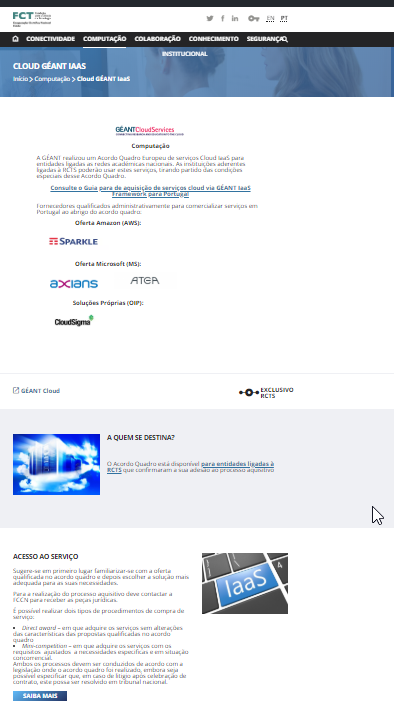 FCT Fundação para a Ciência e a Tecnologia
EN PT
CONECTIVIDADE COMPUTAÇÃO COLABORAÇÃO CONHECIMENTO SEGURANÇA
INSTITUCIONAL
CLOUD GÉANT IAAS
Início > Computação > Cloud GÉANT IaaS
GÉANTCloudServices
Computação
A GÉANT realizou um Acordo Quadro Europeu de serviços Cloud IaaS para
entidades ligadas às redes académicas nacionais. As instituições aderentes
ligadas à RCTS poderão usar estes serviços, tirando partido das condições
especiais desse Acordo Quadro.
Consulte o Guia para de aquisição de serviços cloud via GÉANT IaaS
Framework para Portugal
Fornecedores qualificados administrativamente para comercializar serviços em
Portugal ao abrigo do acordo quadro:
Oferta Amazon (AWS):
SPARKLE
Oferta Microsoft (MS):
axians ATEA
Soluções Próprias (OIP):
CloudSigma
GÉANT Cloud
EXCLUSIVO
RCTS
A QUEM SE DESTINA?
O Acordo Quadro está disponível para entidades ligadas à
RCTS que confirmaram a sua adesão ao processo aquisitivo
ACESSO AO SERVIÇO
Sugere-se em primeiro lugar familiarizar-se com a oferta
qualificada no acordo quadro e depois escolher a solução mais
adequada para as suas necessidades.
Para a realização do processo aquisitivo deve contactar a
FCCN para receber as peças jurídicas.
É possível realizar dois tipos de procedimentos de compra de
serviço:
• Direct award – em que adquire os serviços sem alterações
das características das propostas qualificadas no acordo
quadro
• Mini-competition – em que adquire os serviços com os
requisitos ajustados a necessidades específicas e em situação
concorrencial.
Ambos os processos devem ser conduzidos de acordo com a
legislação onde o acordo quadro foi realizado, embora seja
possível especificar que, em caso de litígio após celebração de
contrato, este possa ser resolvido em tribunal nacional.
IaaS
SAIBA MAIS